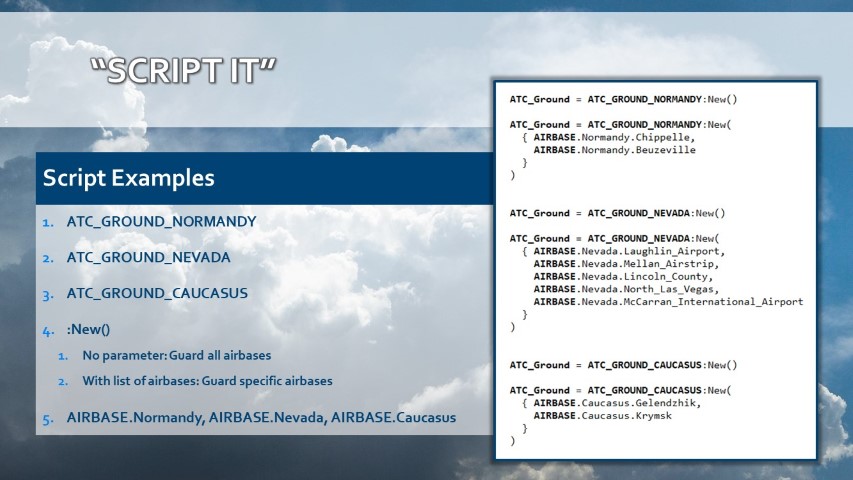 “SCRIPT IT”
Script Examples
1. ATC_GROUND_NORMANDY
2. ATC_GROUND_NEVADA
3. ATC_GROUND_CAUCASUS
4. :New()
1. No parameter: Guard all airbases
2. With list of airbases: Guard specific airbases
5. AIRBASE.Normandy, AIRBASE.Nevada, AIRBASE.Caucasus
ATC_Ground = ATC_GROUND_NORMANDY:New()
ATC_Ground = ATC_GROUND_NORMANDY:New(
{ AIRBASE.Normandy.Chippelle,
AIRBASE.Normandy.Beuzeville
}
)
ATC_Ground = ATC_GROUND_NEVADA:New()
ATC_Ground = ATC_GROUND_NEVADA:New(
{ AIRBASE.Nevada.Laughlin_Airport,
AIRBASE.Nevada.Mellan_Airstrip,
AIRBASE.Nevada.Lincoln_County,
AIRBASE.Nevada.North_Las_Vegas,
AIRBASE.Nevada.McCarran_International_Airport
}
)
ATC_Ground = ATC_GROUND_CAUCASUS:New()
ATC_Ground = ATC_GROUND_CAUCASUS:New(
{ AIRBASE.Caucasus.Gelendzhik,
AIRBASE.Caucasus.Krymsk
}
)